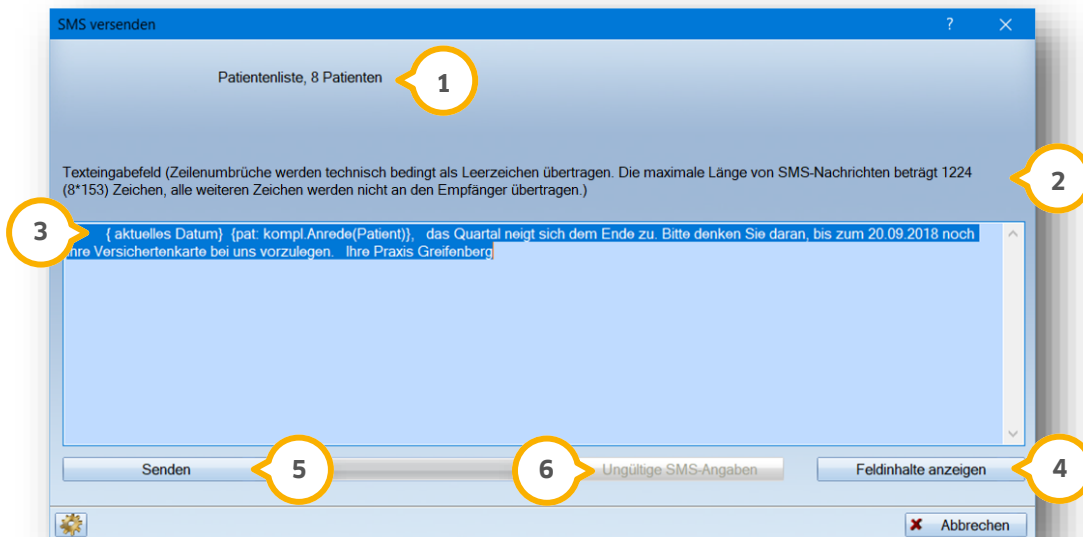 SMS versenden ?
Patientenliste, 8 Patienten 1
Texteingabefeld (Zeilenumbrüche werden technisch bedingt als Leerzeichen übertragen. Die maximale Länge von SMS-Nachrichten beträgt 1224 2
(8*153) Zeichen, alle weiteren Zeichen werden nicht an den Empfänger übertragen.)
3 { aktuelles Datum} {pat: kompl.Anrede(Patient)}, das Quartal neigt sich dem Ende zu. Bitte denken Sie daran, bis zum 20.09.2018 noch
Ihre Versichertenkarte bei uns vorzulegen. Ihre Praxis Greifenberg
Senden 5 6 Ungültige SMS-Angaben Feldinhalte anzeigen 4
Abbrechen